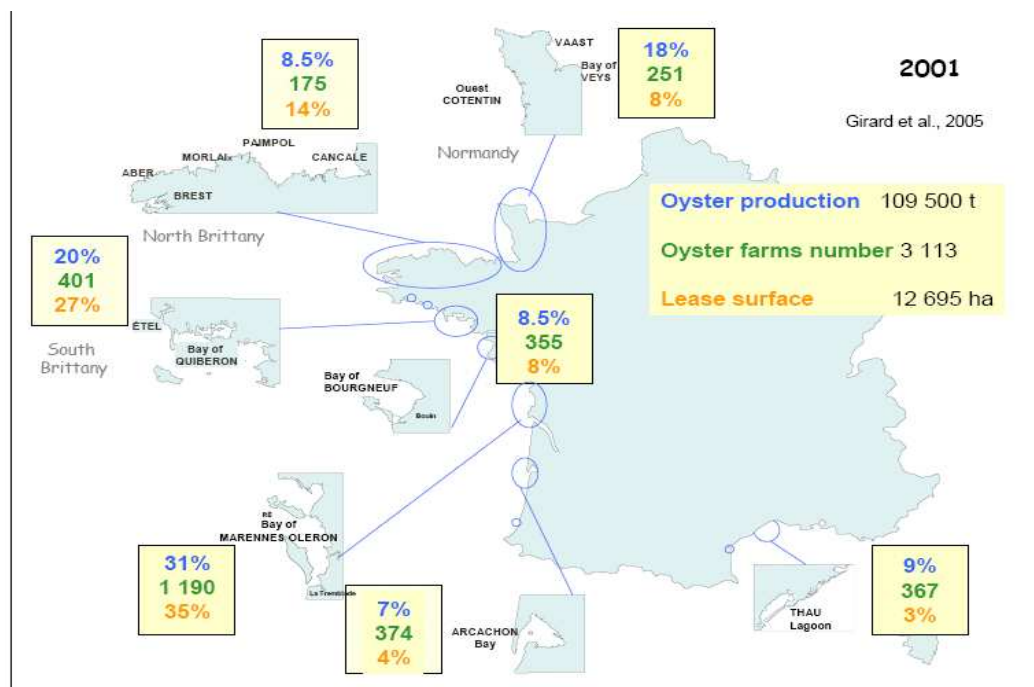 VAAST
Bay of
VEYS
Ouest
COTENTIN
18%
251
8%
2001
Girard et al., 2005
8.5%
175
14%
PAIMPOL
MORLAix
CANCALE
ABER
BREST
Normandy
North Brittany
Oyster production 109 500 t
Oyster farms number 3 113
Lease surface 12 695 ha
20%
401
27%
ÉTEL
Bay of
QUIBERON
South
Brittany
8.5%
355
8%
Bay of
BOURGNEUF
Bouin
RE
Bay of
MARENNES OLERON
La Tremblade
31%
1 190
35%
7%
374
4%
ARCACHON
Bay
THAU
Lagoon
9%
367
3%